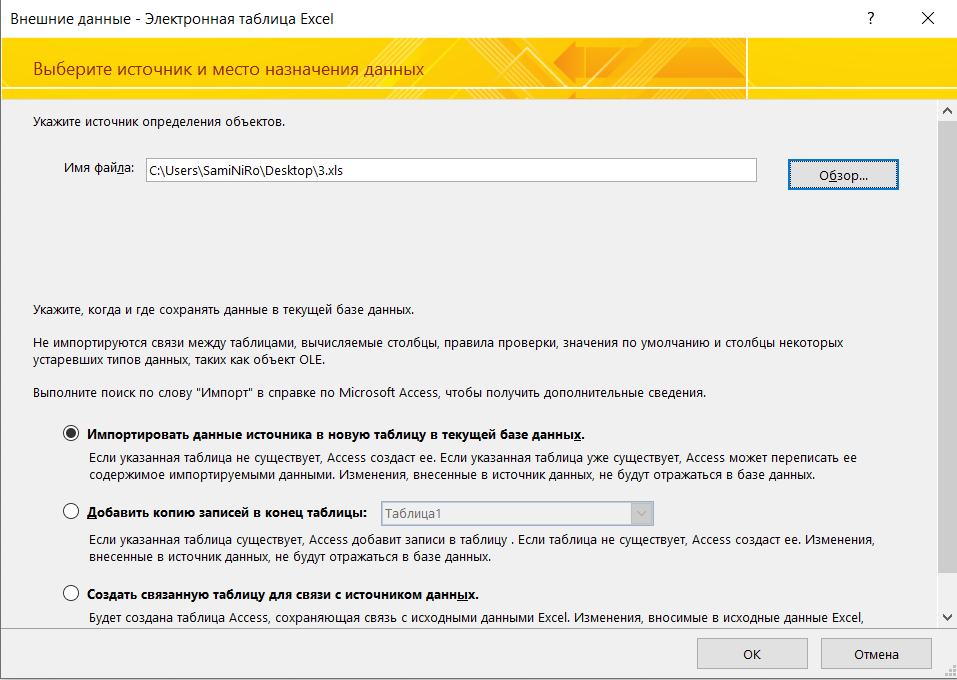 Внешние данные - Электронная таблица Excel
?
Выберите источник и место назначения данных
Укажите источник определения объектов.
Имя файла: C:\Users\SamiNiRo\Desktop\3.xls Обзор...
Укажите, когда и где сохранять данные в текущей базе данных.
Не импортируются связи между таблицами, вычисляемые столбцы, правила проверки, значения по умолчанию и столбцы некоторых
устаревших типов данных, таких как объект OLE.
Выполните поиск по слову "Импорт" в справке по Microsoft Access, чтобы получить дополнительные сведения.
Импортировать данные источника в новую таблицу в текущей базе данных.
Если указанная таблица не существует, Access создаст ее. Если указанная таблица уже существует, Access может переписать ее
содержимое импортируемыми данными. Изменения, внесенные в источник данных, не будут отражаться в базе данных.
Добавить копию записей в конец таблицы: Таблица1
Если указанная таблица существует, Access добавит записи в таблицу . Если таблица не существует, Access создаст ее. Изменения,
внесенные в источник данных, не будут отражаться в базе данных.
Создать связанную таблицу для связи с источником данных.
Будет создана таблица Access, сохраняющая связь с исходными данными Excel. Изменения, вносимые в исходные данные Excel,
ОК Отмена